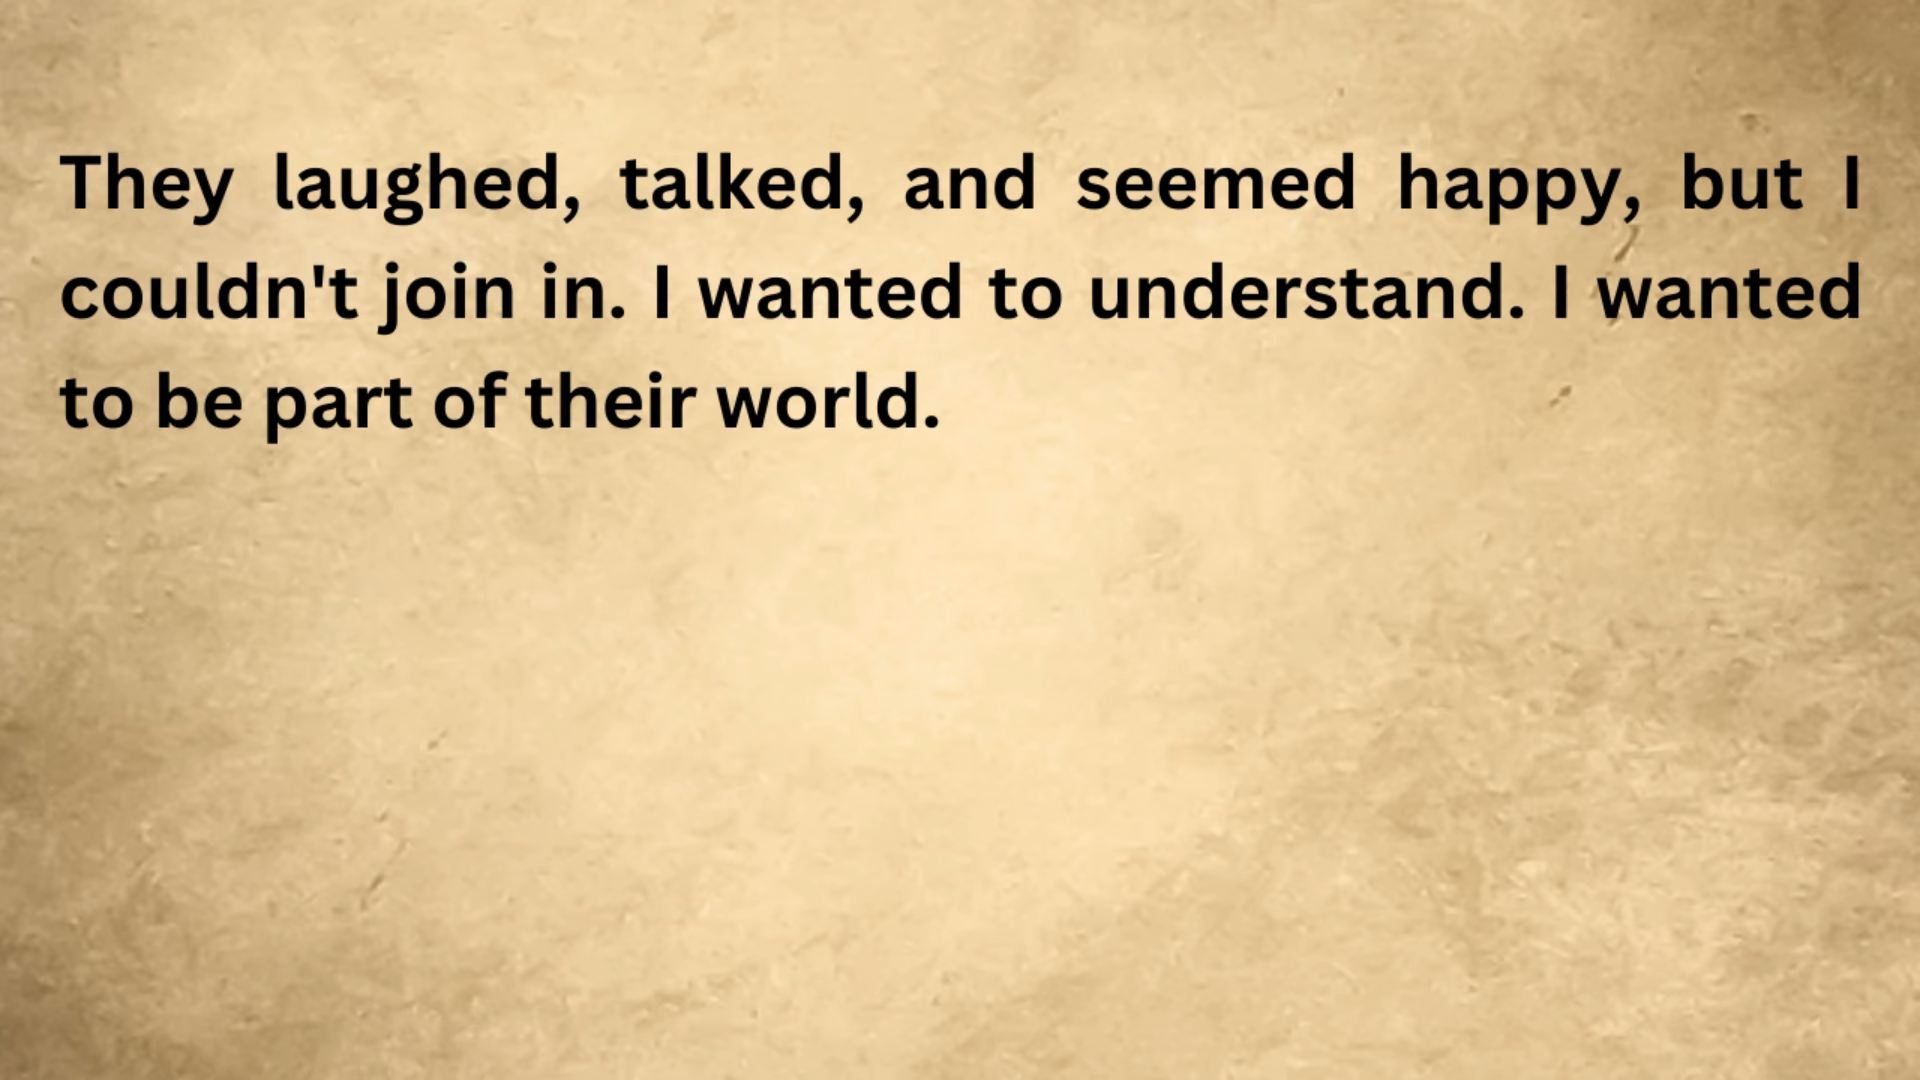 They laughed, talked, and seemed happy, but I
couldn't join in. I wanted to understand. I wanted
to be part of their world.